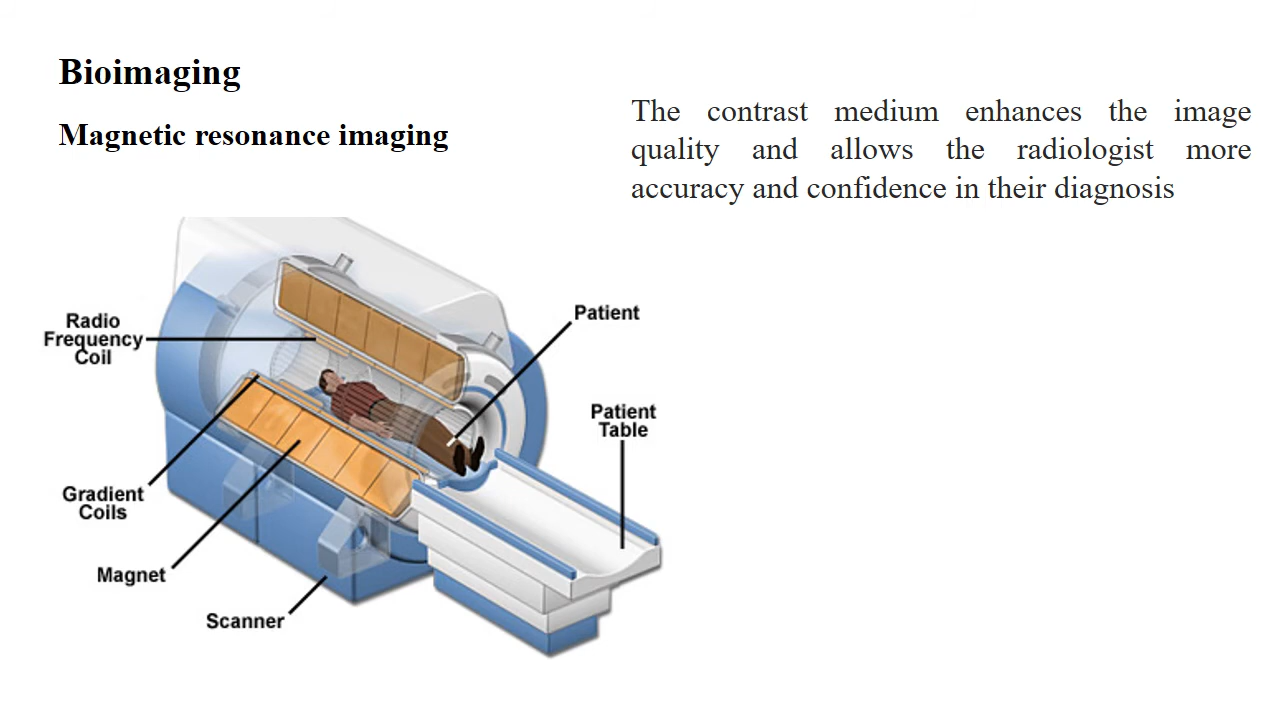 Bioimaging
Magnetic resonance imaging
The contrast medium enhances the image
quality and allows the radiologist more
accuracy and confidence in their diagnosis
Radio
Frequency
Coil
Patient
Patient
Table
Gradient
Coils
Magnet
Scanner